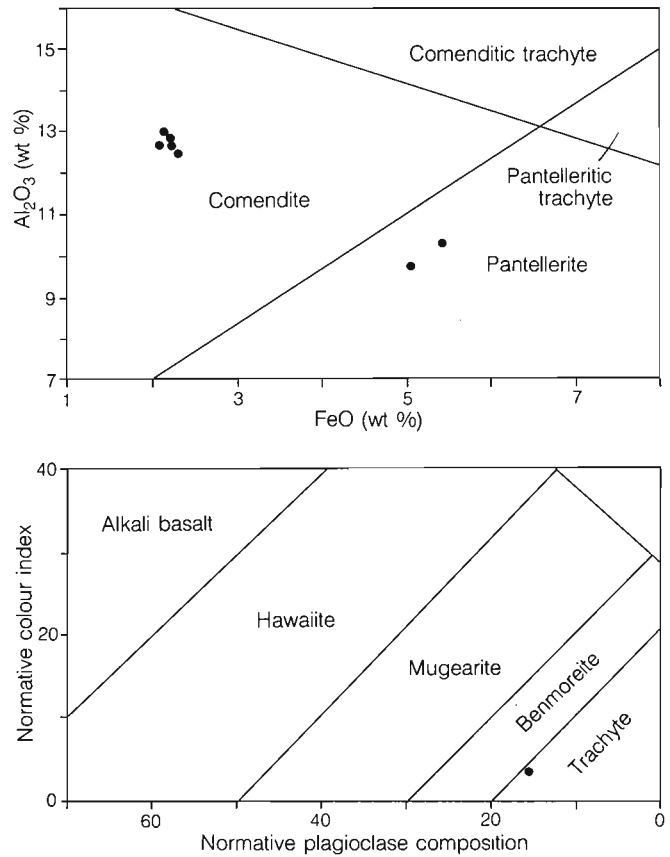 15
13
11
9
7
Al₂O₃ (wt %)
Comenditic trachyte
Pantelleritic
trachyte
Comendite
Pantellerite
1
3
5
7
FeO (wt %)
40
20
0
Normative colour index
Alkali basalt
Hawaiite
Mugearite
Benmoreite
Trachyte
60
40
20
0
Normative plagioclase composition